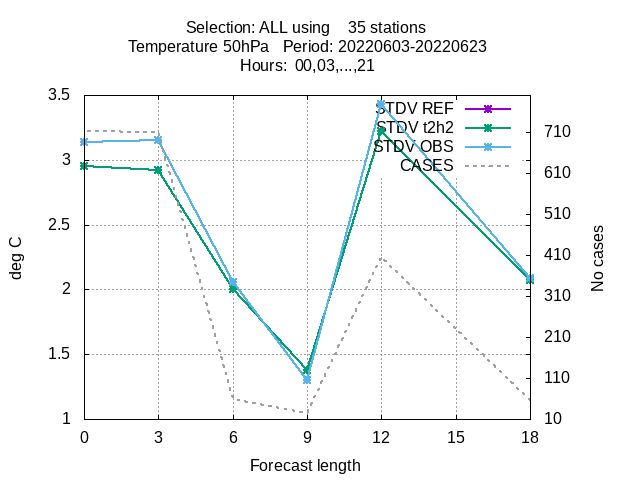 Selection: ALL using    35 stations
Temperature 50hPa   Period: 20220603-20220623
Hours:  00,03,...,21
3.5
3
2.5
2
1.5
1
deg C
STDV REF
STDV t2h2
STDV OBS
CASES
710
610
510
410
310
210
110
10
No cases
0 3 6 9 12 15 18
Forecast length